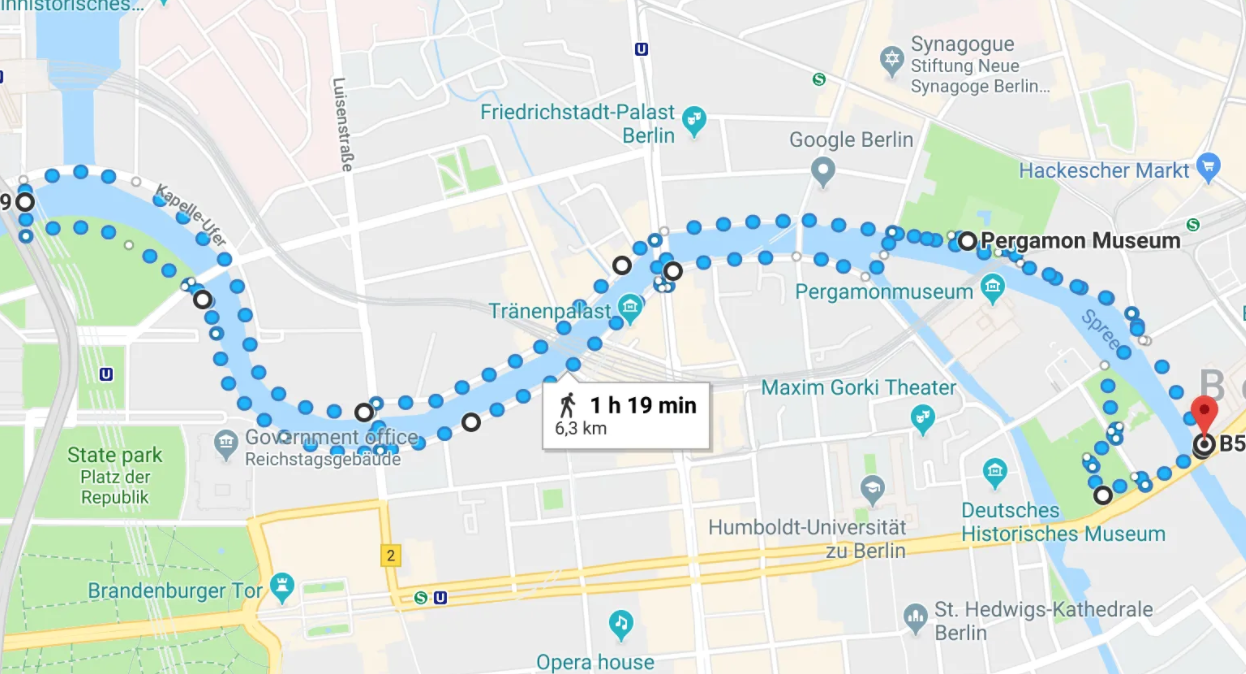 inhistorisches...
U
Synagogue
Stiftung Neue
Synagoge Berlin...
S
Luisenstraße
Friedrichstadt-Palast
Berlin
Google Berlin
Hackescher Markt
9
Kapelle-Ufer
S
Pergamon Museum
Tränenpalast
Pergamonmuseum
Spree
U
1 h 19 min
6,3 km
Maxim Gorki Theater
B
Government office
Reichstagsgebäude
B5
State park
Platz der
Republik
Humboldt-Universität
zu Berlin
Deutsches
Historisches Museum
2
Brandenburger Tor
S U
St. Hedwigs-Kathedrale
Berlin
Opera house